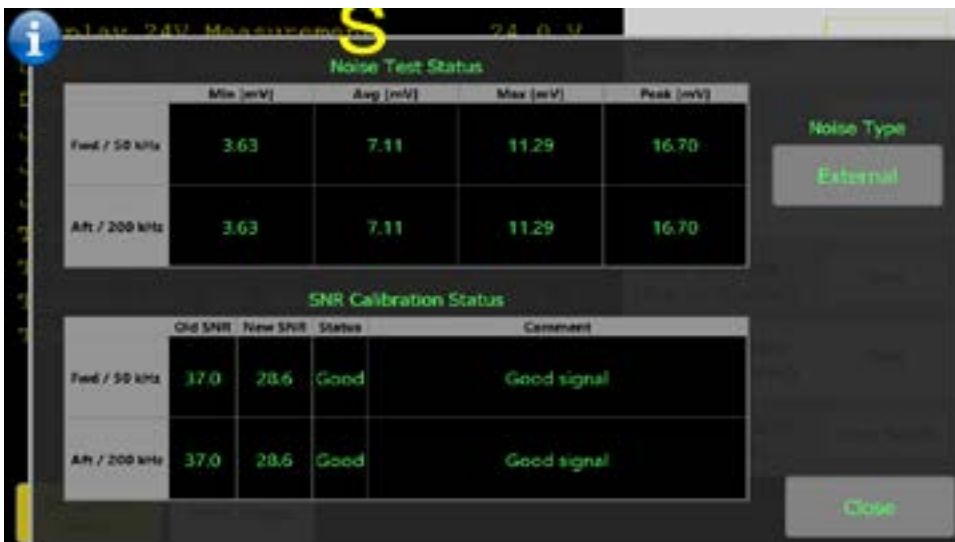 play 24V Measurement 24.0 V
S
Noise Test Status
Min (mV) Avg (mV) Max (mV) Peak (mV)
Noise Type
Fwd / 50 kHz 3.63 7.11 11.29 16.70
External
Aft / 200 kHz 3.63 7.11 11.29 16.70
SNR Calibration Status
Old SNR New SNR Status Comment
Fwd / 50 kHz 37.0 28.6 Good Good signal
Aft / 200 kHz 37.0 28.6 Good Good signal
Close